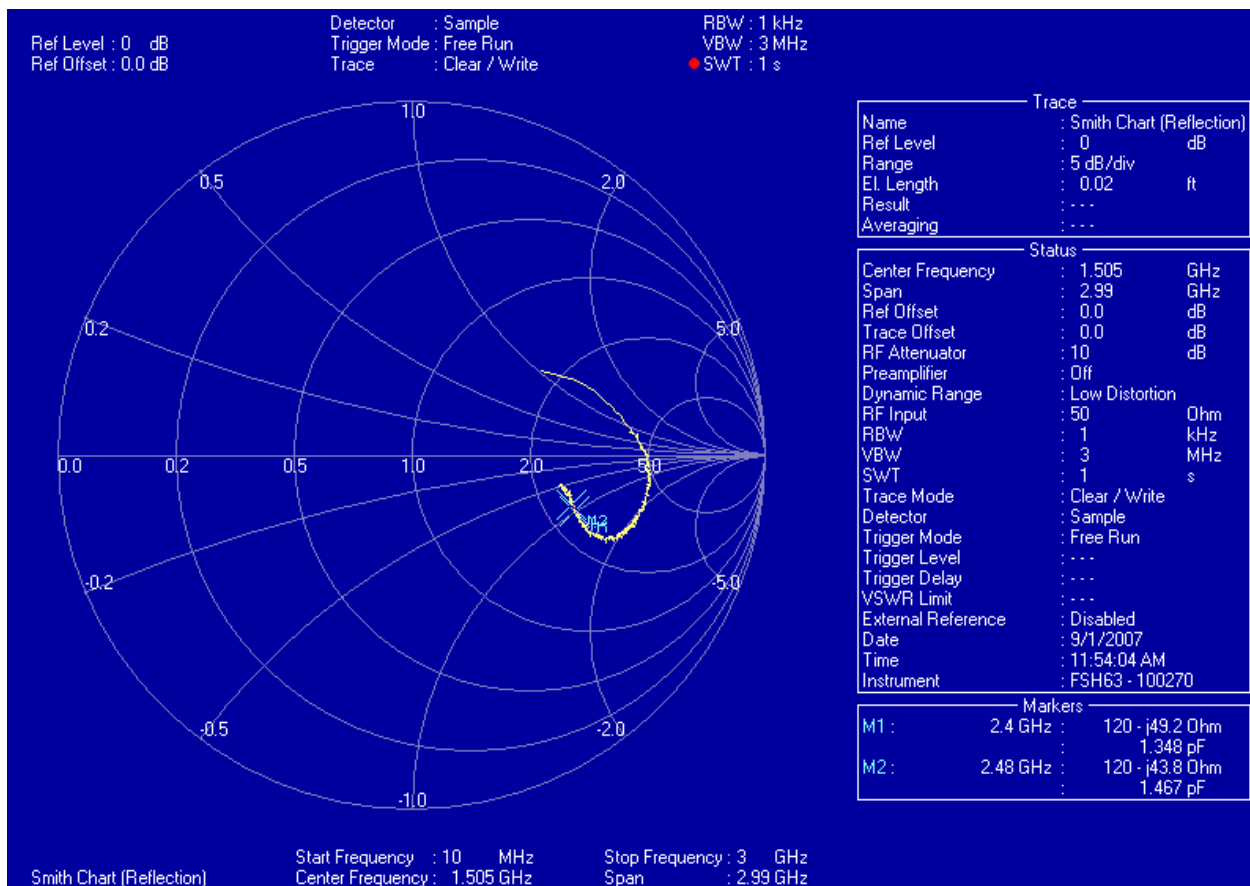 Ref Level : 0 dB
Ref Offset : 0.0 dB
Detector : Sample
Trigger Mode : Free Run
Trace : Clear / Write
RBW : 1 kHz
VBW : 3 MHz
SWT : 1 s
1.0
0.5
2.0
0.2
5.0
0.0
0.2
0.5
1.0
2.0
5.0
M2
-0.2
-5.0
-0.5
-2.0
-1.0
Trace
Name : Smith Chart (Reflection)
Ref Level : 0 dB
Range : 5 dB/div
El. Length : 0.02 ft
Result : - - -
Averaging : - - -
Status
Center Frequency : 1.505 GHz
Span : 2.99 GHz
Ref Offset : 0.0 dB
Trace Offset : 0.0 dB
RF Attenuator : 10 dB
Preamplifier : Off
Dynamic Range : Low Distortion
RF Input : 50 Ohm
RBW : 1 kHz
VBW : 3 MHz
SWT : 1 s
Trace Mode : Clear / Write
Detector : Sample
Trigger Mode : Free Run
Trigger Level : - - -
Trigger Delay : - - -
VSWR Limit : - - -
External Reference : Disabled
Date : 9/1/2007
Time : 11:54:04 AM
Instrument : FSH63 - 100270
Markers
M1 : 2.4 GHz : 120 - j49.2 Ohm
: 1.348 pF
M2 : 2.48 GHz : 120 - j43.8 Ohm
: 1.467 pF
Smith Chart (Reflection)
Start Frequency : 10 MHz
Center Frequency : 1.505 GHz
Stop Frequency : 3 GHz
Span : 2.99 GHz